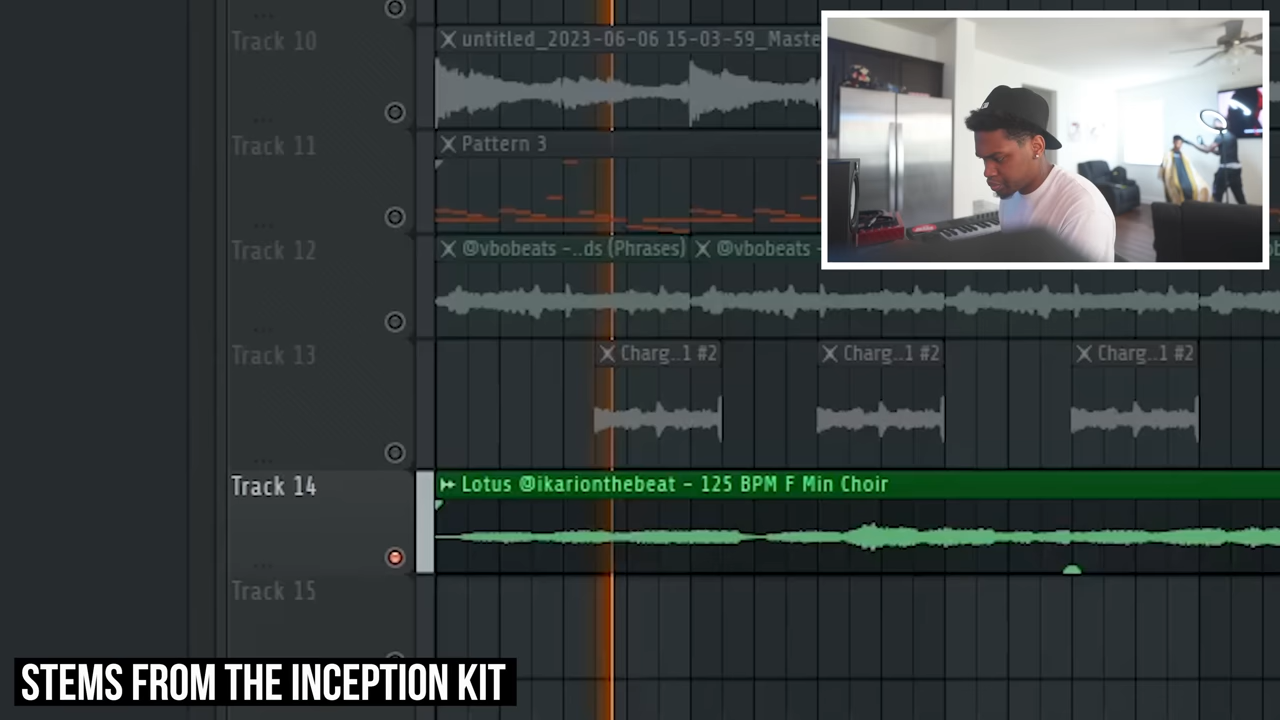 Track 10
untitled_2023-06-06 15-03-59_Maste
Track 11
Pattern 3
Track 12
@vbobeats -..ds (Phrases)
@vbobeats -
Track 13
Charg..1 #2
Charg..1 #2
Charg..1 #2
Track 14
Lotus @ikarionthebeat - 125 BPM F Min Choir
Track 15
STEMS FROM THE INCEPTION KIT